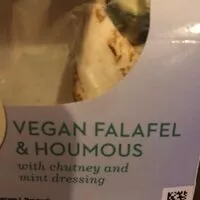 VEGAN FALAFEL
& HOUMOUS
with chutney and
mint dressing